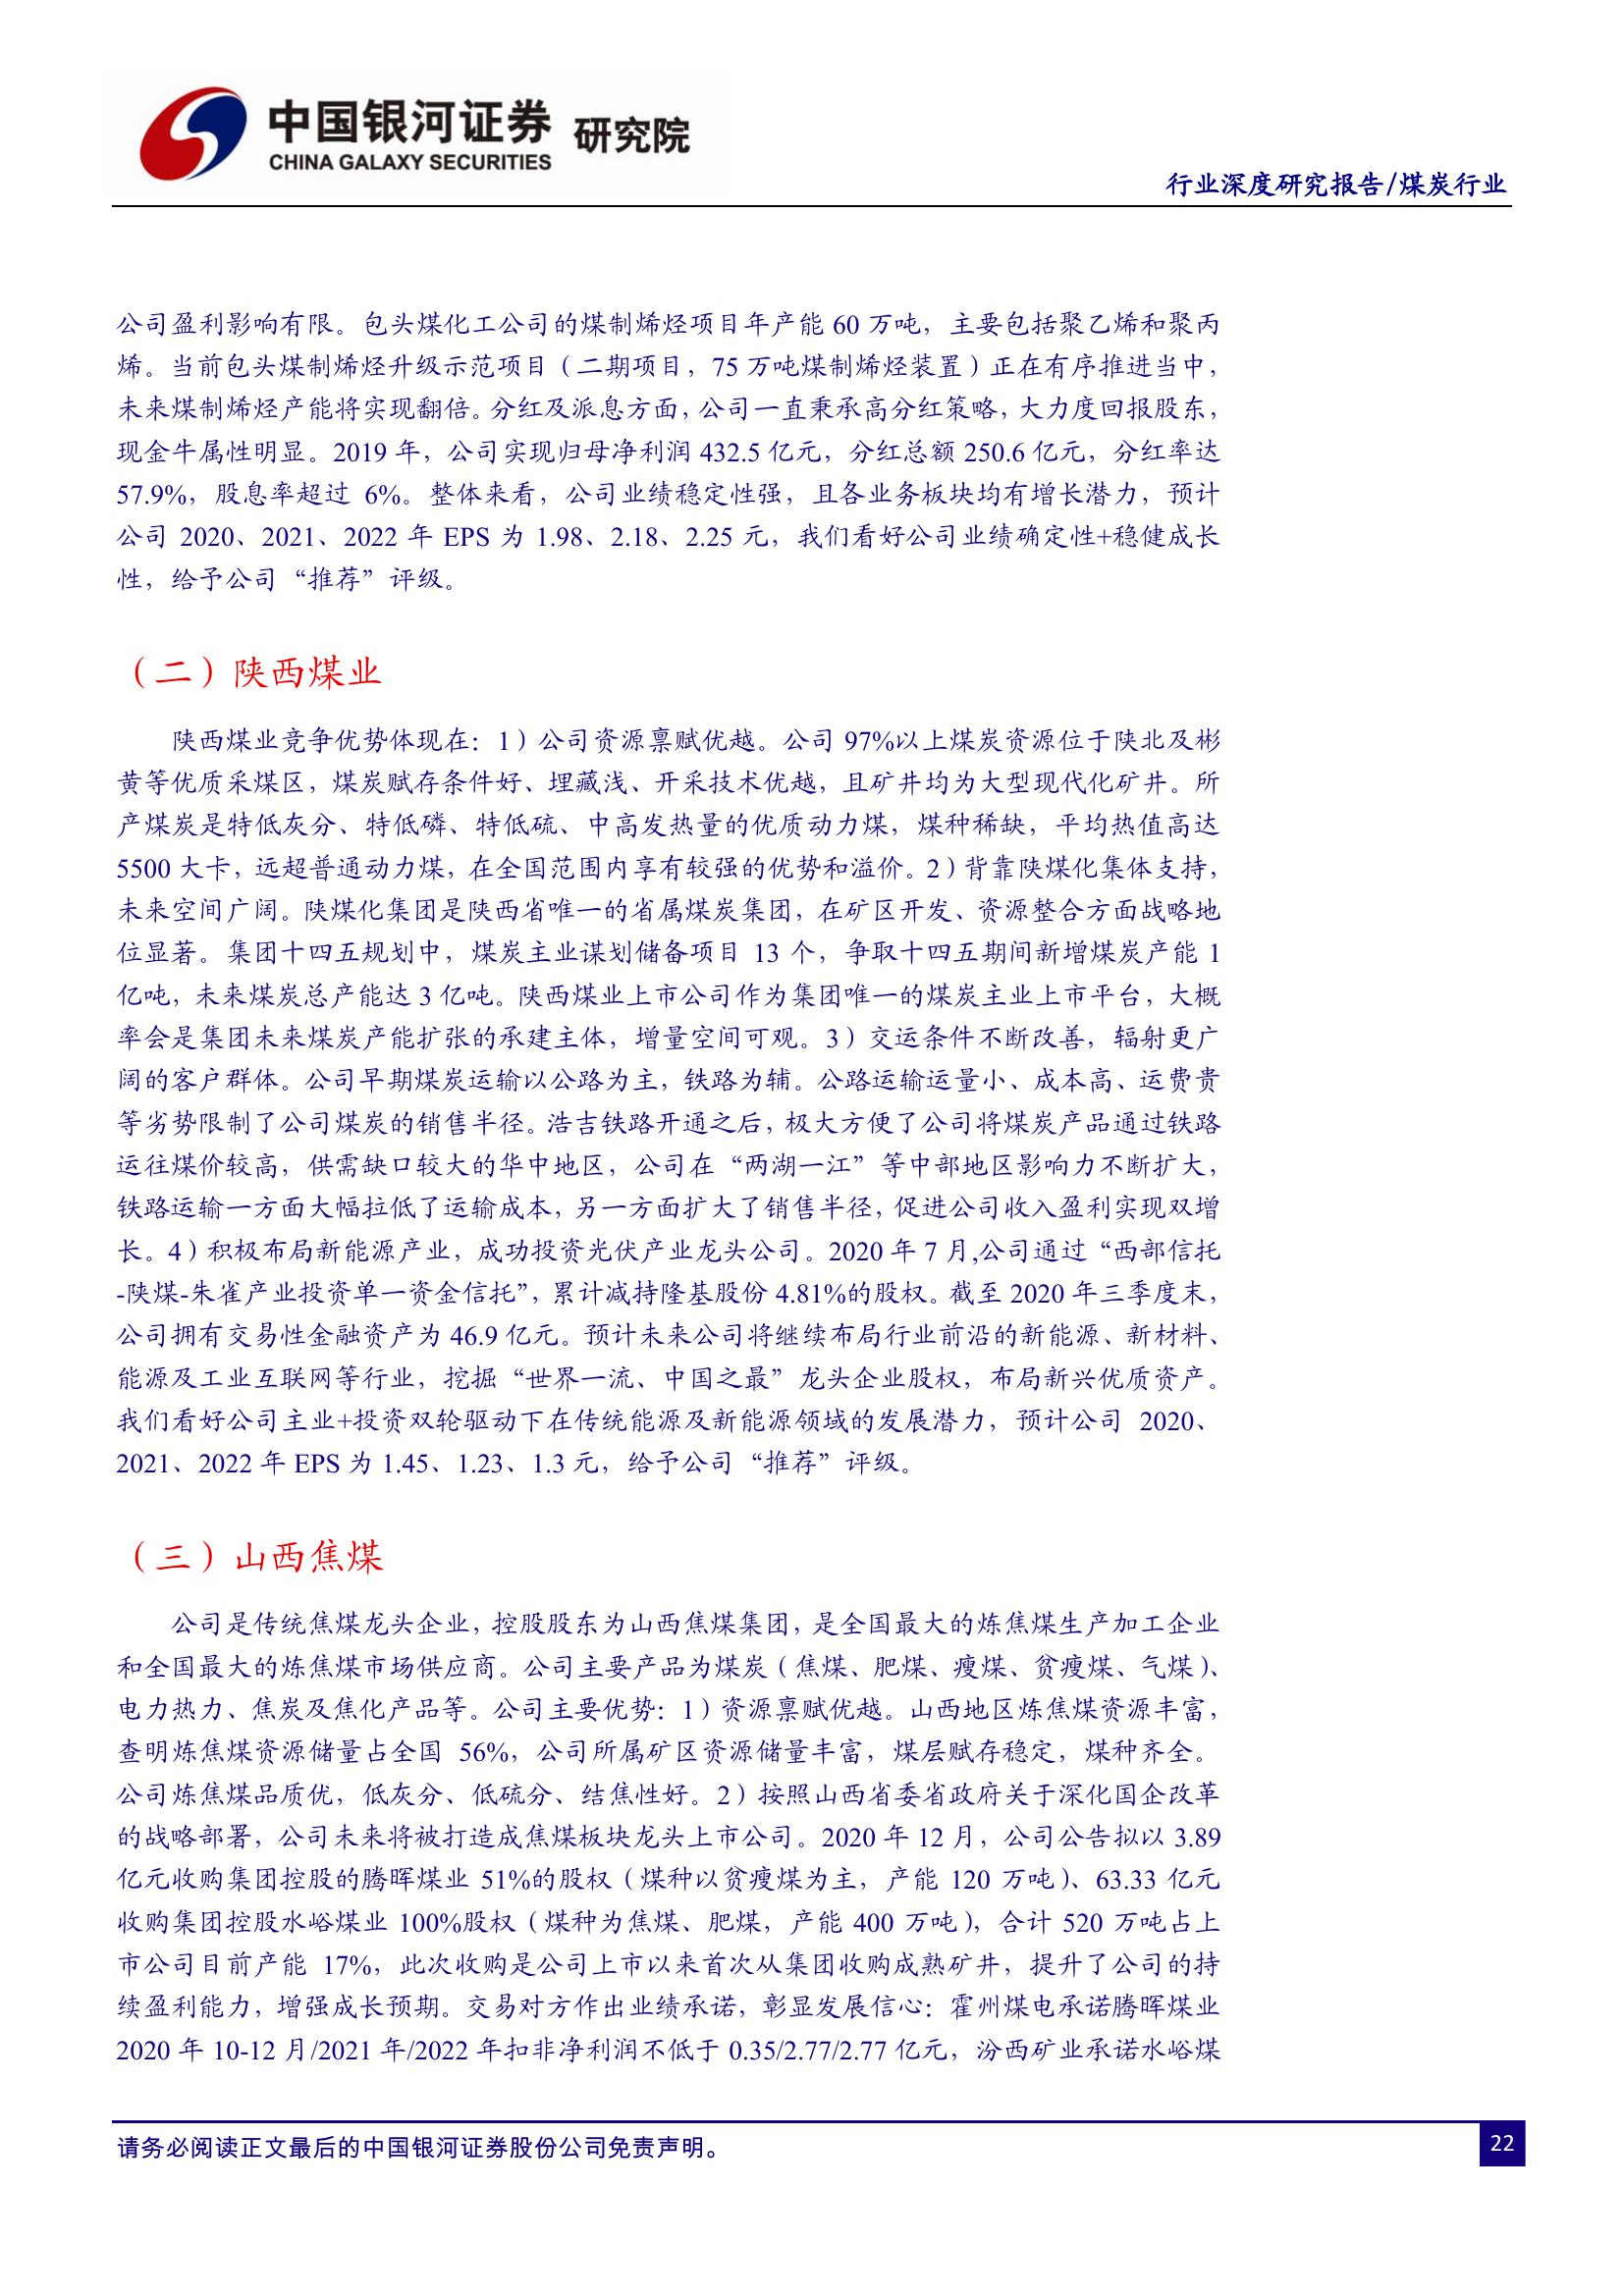 中国银河证券 研究院
CHINA GALAXY SECURITIES
行业深度研究报告/煤炭行业
公司盈利影响有限。包头煤化工公司的煤制烯烃项目年产能 60 万吨，主要包括聚乙烯和聚丙
烯。当前包头煤制烯烃升级示范项目（二期项目，75 万吨煤制烯烃装置）正在有序推进当中，
未来煤制烯烃产能将实现翻倍。分红及派息方面，公司一直秉承高分红策略，大力度回报股东，
现金牛属性明显。2019 年，公司实现归母净利润 432.5 亿元，分红总额 250.6 亿元，分红率达
57.9%，股息率超过 6%。整体来看，公司业绩稳定性强，且各业务板块均有增长潜力，预计
公司 2020、2021、2022 年 EPS 为 1.98、2.18、2.25 元，我们看好公司业绩确定性+稳健成长
性，给予公司“推荐”评级。
（二）陕西煤业
陕西煤业竞争优势体现在：1）公司资源禀赋优越。公司 97%以上煤炭资源位于陕北及彬
黄等优质采煤区，煤炭赋存条件好、埋藏浅、开采技术优越，且矿井均为大型现代化矿井。所
产煤炭是特低灰分、特低磷、特低硫、中高发热量的优质动力煤，煤种稀缺，平均热值高达
5500 大卡，远超普通动力煤，在全国范围内享有较强的优势和溢价。2）背靠陕煤化集体支持，
未来空间广阔。陕煤化集团是陕西省唯一的省属煤炭集团，在矿区开发、资源整合方面战略地
位显著。集团十四五规划中，煤炭主业谋划储备项目 13 个，争取十四五期间新增煤炭产能 1
亿吨，未来煤炭总产能达 3 亿吨。陕西煤业上市公司作为集团唯一的煤炭主业上市平台，大概
率会是集团未来煤炭产能扩张的承建主体，增量空间可观。3）交运条件不断改善，辐射更广
阔的客户群体。公司早期煤炭运输以公路为主，铁路为辅。公路运输运量小、成本高、运费贵
等劣势限制了公司煤炭的销售半径。浩吉铁路开通之后，极大方便了公司将煤炭产品通过铁路
运往煤价较高，供需缺口较大的华中地区，公司在“两湖一江”等中部地区影响力不断扩大，
铁路运输一方面大幅拉低了运输成本，另一方面扩大了销售半径，促进公司收入盈利实现双增
长。4）积极布局新能源产业，成功投资光伏产业龙头公司。2020 年 7 月,公司通过“西部信托
-陕煤-朱雀产业投资单一资金信托”，累计减持隆基股份 4.81%的股权。截至 2020 年三季度末，
公司拥有交易性金融资产为 46.9 亿元。预计未来公司将继续布局行业前沿的新能源、新材料、
能源及工业互联网等行业，挖掘“世界一流、中国之最”龙头企业股权，布局新兴优质资产。
我们看好公司主业+投资双轮驱动下在传统能源及新能源领域的发展潜力，预计公司 2020、
2021、2022 年 EPS 为 1.45、1.23、1.3 元，给予公司“推荐”评级。
（三）山西焦煤
公司是传统焦煤龙头企业，控股股东为山西焦煤集团，是全国最大的炼焦煤生产加工企业
和全国最大的炼焦煤市场供应商。公司主要产品为煤炭（焦煤、肥煤、瘦煤、贫瘦煤、气煤）、
电力热力、焦炭及焦化产品等。公司主要优势：1）资源禀赋优越。山西地区炼焦煤资源丰富，
查明炼焦煤资源储量占全国 56%，公司所属矿区资源储量丰富，煤层赋存稳定，煤种齐全。
公司炼焦煤品质优，低灰分、低硫分、结焦性好。2）按照山西省委省政府关于深化国企改革
的战略部署，公司未来将被打造成焦煤板块龙头上市公司。2020 年 12 月，公司公告拟以 3.89
亿元收购集团控股的腾晖煤业 51%的股权（煤种以贫瘦煤为主，产能 120 万吨）、63.33 亿元
收购集团控股水峪煤业 100%股权（煤种为焦煤、肥煤，产能 400 万吨），合计 520 万吨占上
市公司目前产能 17%，此次收购是公司上市以来首次从集团收购成熟矿井，提升了公司的持
续盈利能力，增强成长预期。交易对方作出业绩承诺，彰显发展信心：霍州煤电承诺腾晖煤业
2020 年 10-12 月/2021 年/2022 年扣非净利润不低于 0.35/2.77/2.77 亿元，汾西矿业承诺水峪煤
请务必阅读正文最后的中国银河证券股份公司免责声明。
22